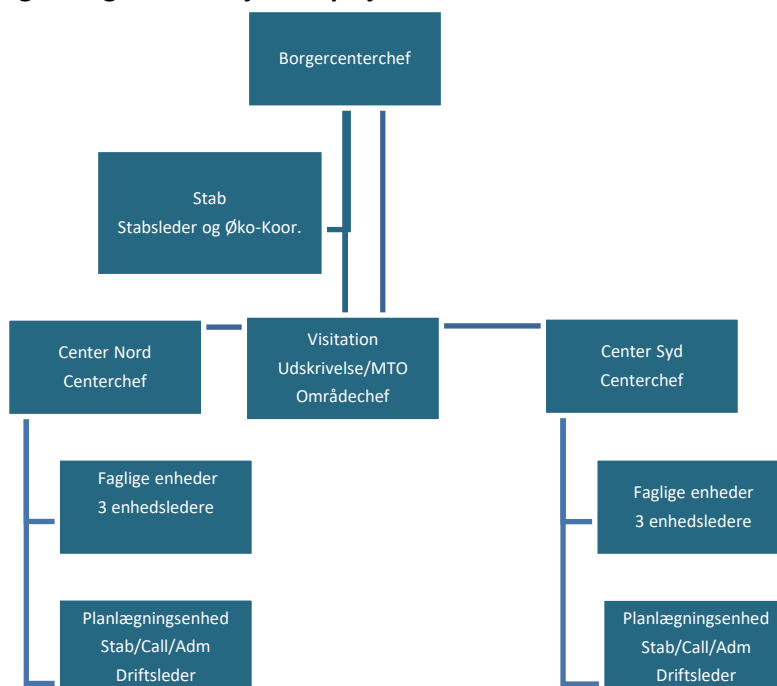 Borgercenterchef
Stab
Stabsleder og Øko-Koor.
Visitation
Udskrivelse/MTO
Områdechef
Center Nord
Centerchef
Center Syd
Centerchef
Faglige enheder
3 enhedsledere
Faglige enheder
3 enhedsledere
Planlægningsenhed
Stab/Call/Adm
Driftsleder
Planlægningsenhed
Stab/Call/Adm
Driftsleder